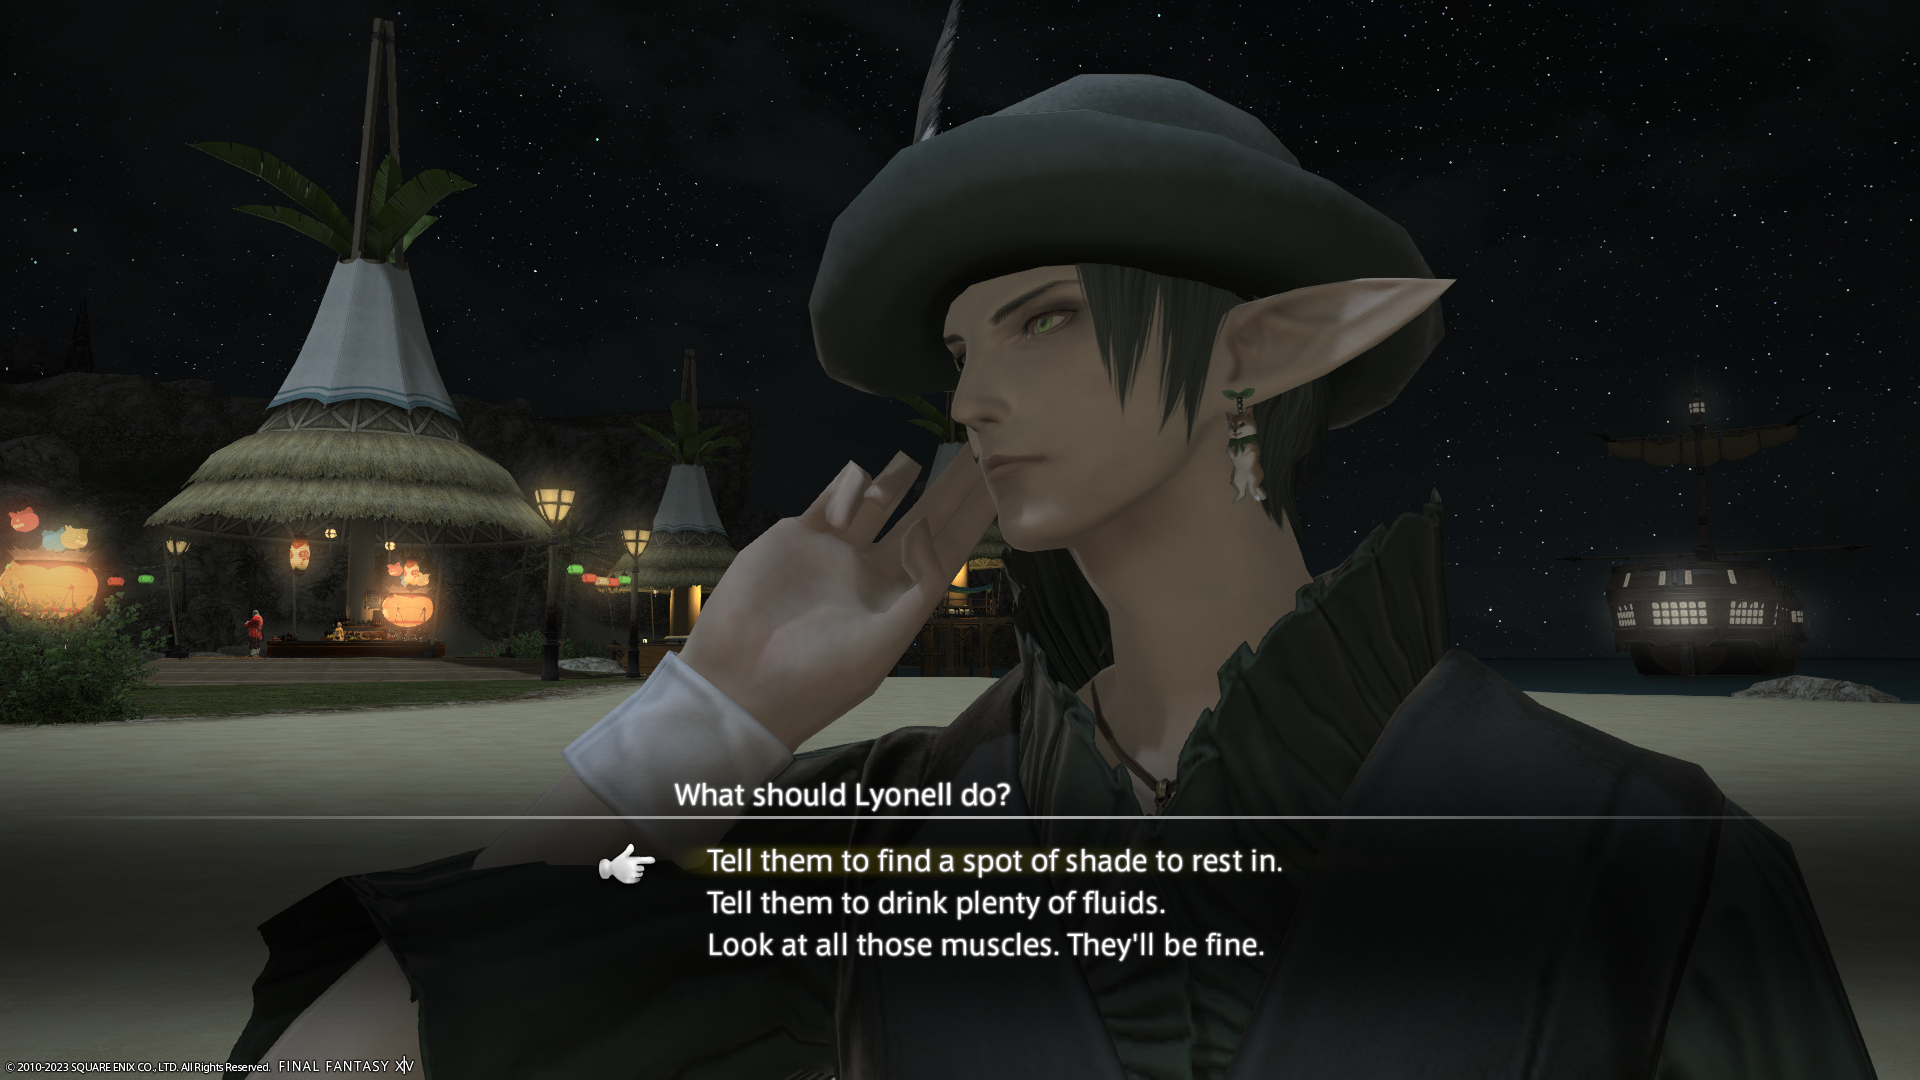 What should Lyonell do?
Tell them to find a spot of shade to rest in.
Tell them to drink plenty of fluids.
Look at all those muscles. They'll be fine.
© 2010-2023 SQUARE ENIX CO., LTD. All Rights Reserved. FINAL FANTASY XIV